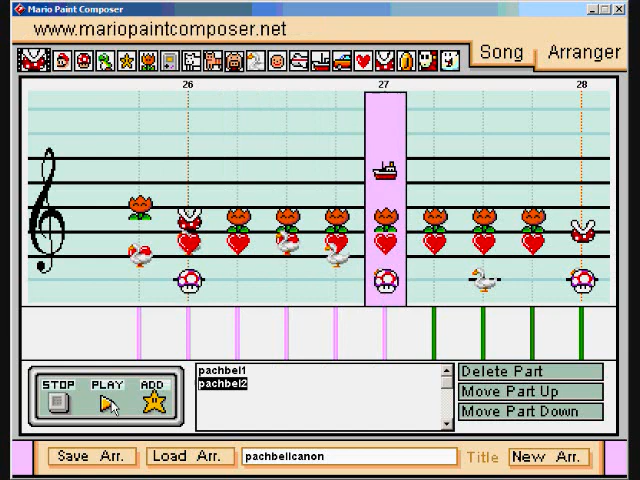 Mario Paint Composer
www.mariopaintcomposer.net
Song
Arranger
26
27
28
pachbel1
pachbel2
Delete Part
Move Part Up
Move Part Down
STOP
PLAY
ADD
Save Arr.
Load Arr.
pachbellcanon
Title
New Arr.